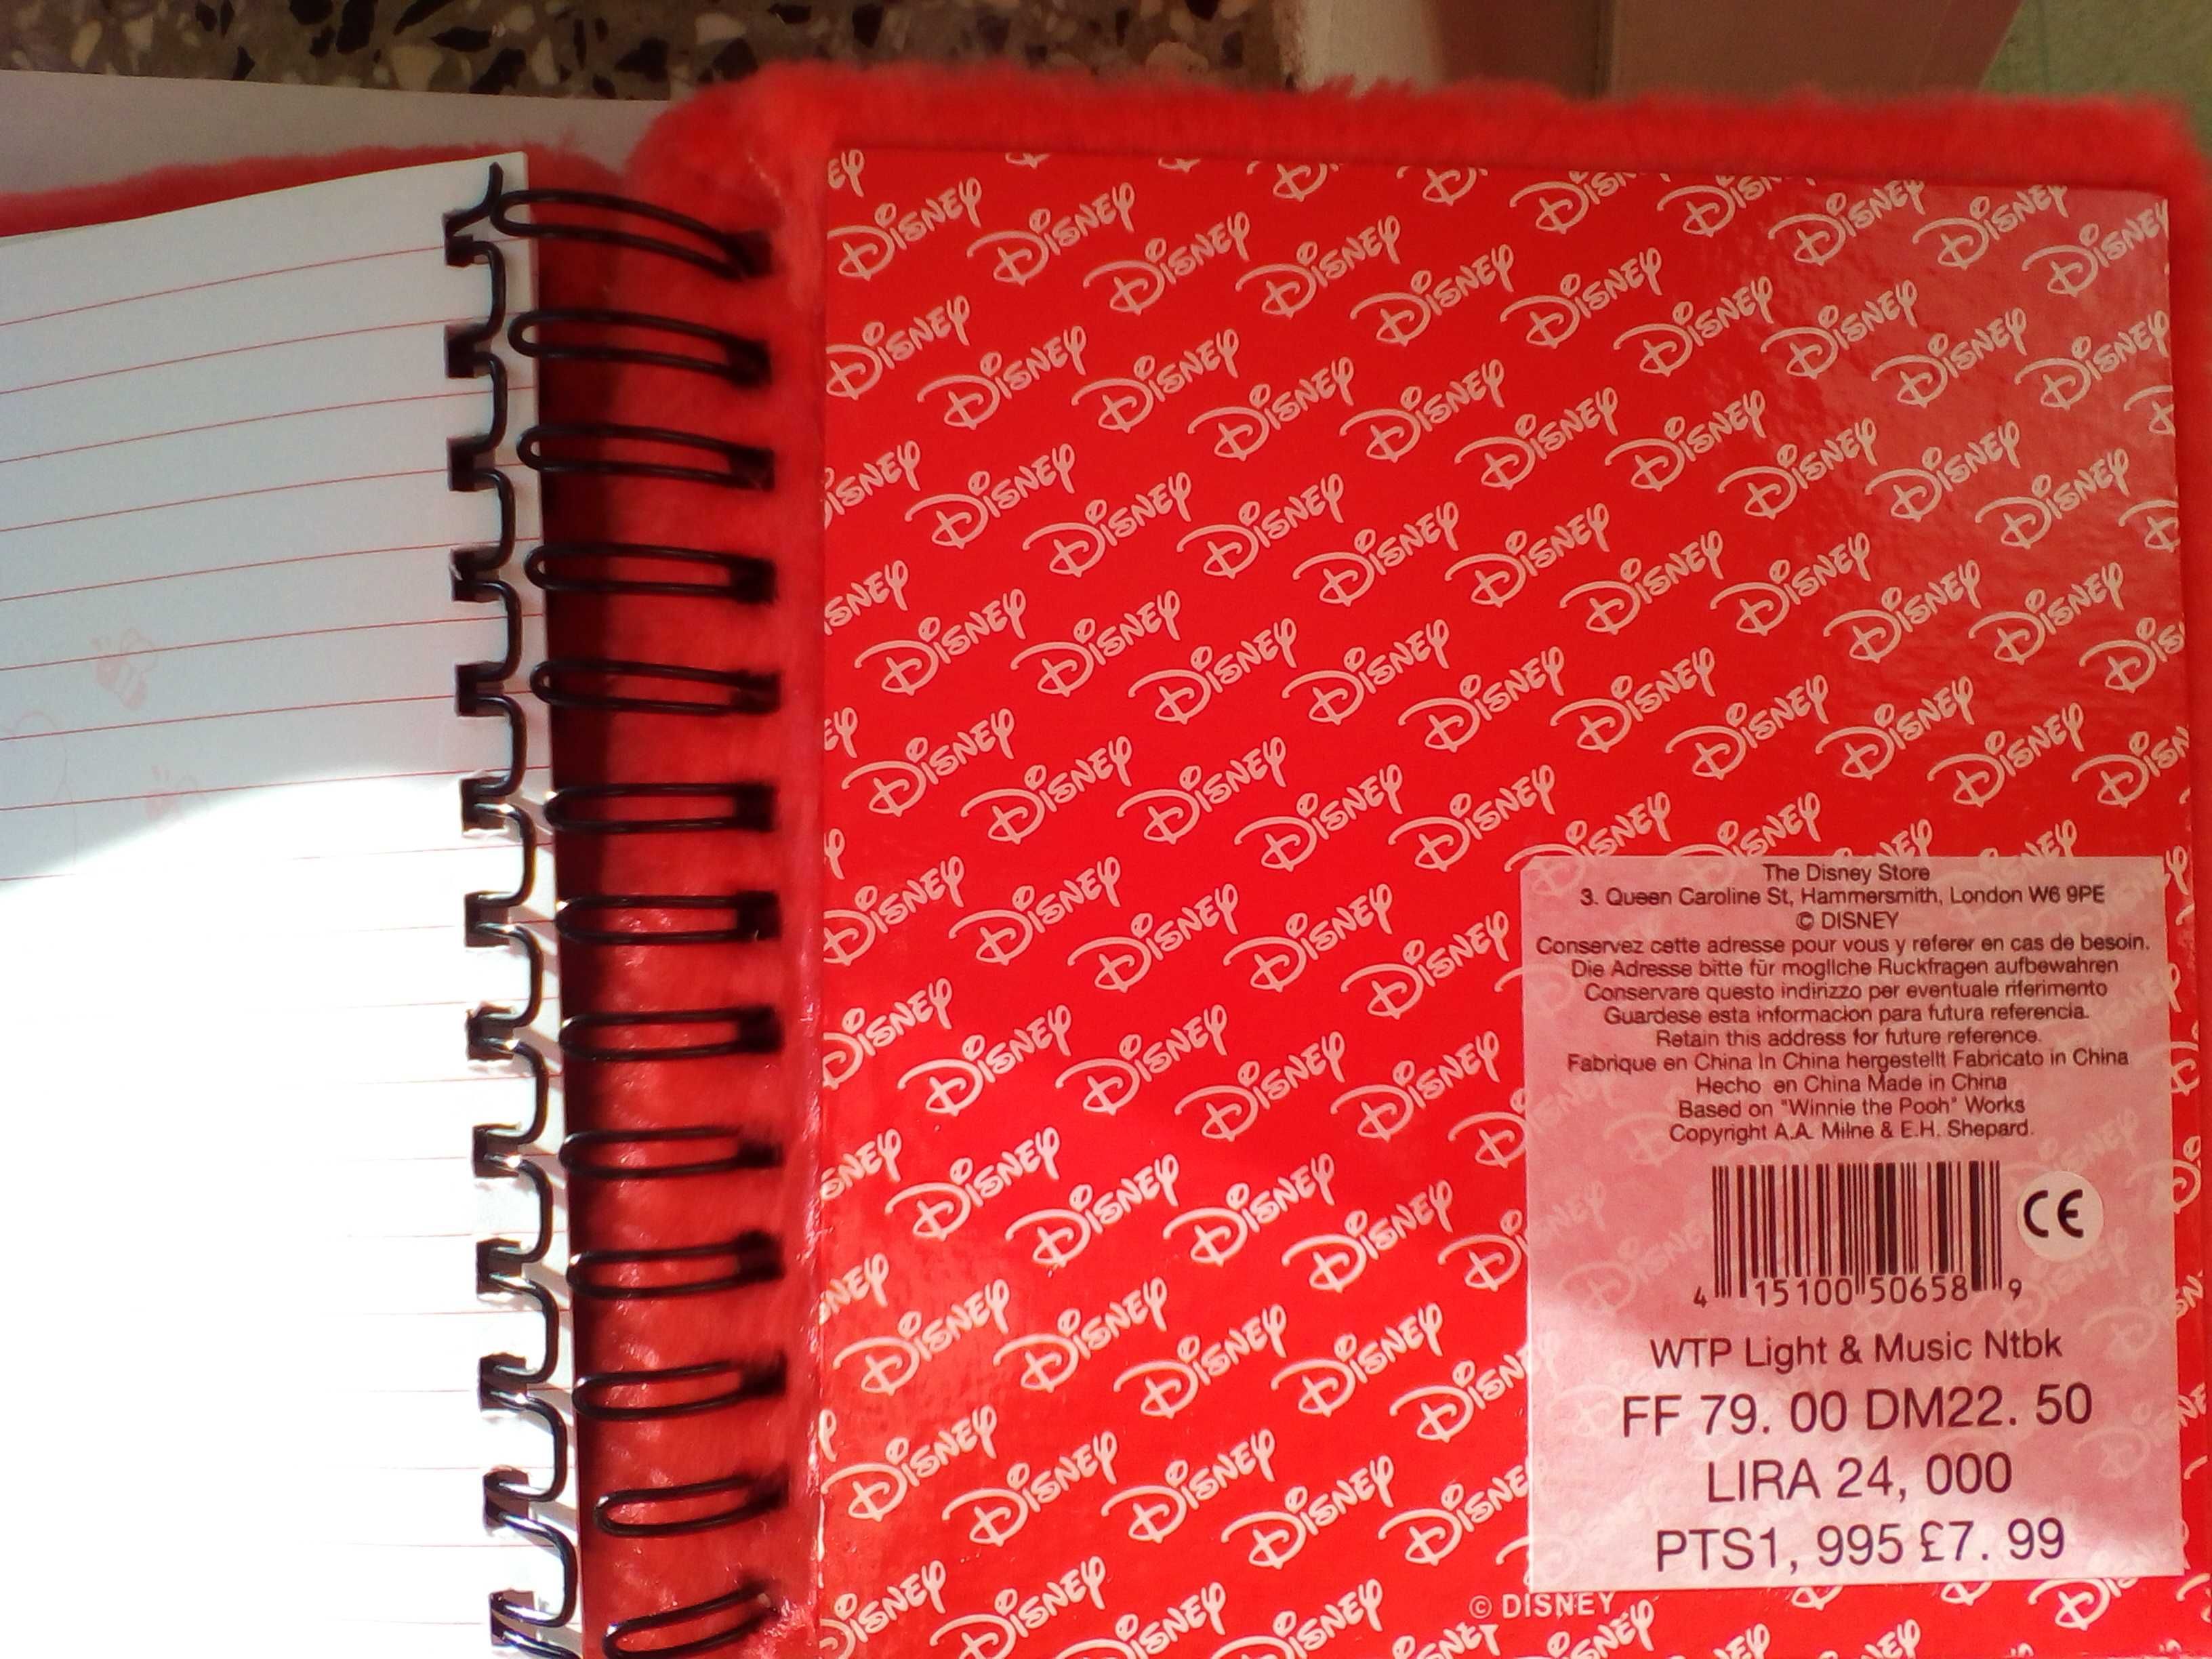 The Disney Store
3. Queen Caroline St, Hammersmith, London W6 9PE
© DISNEY
Conservez cette adresse pour vous y referer en cas de besoin.
Die Adresse bitte für mogliche Ruckfragen aufbewahren
Conservare questo indirizzo per eventuale riferimento
Guardese esta informacion para futura referencia.
Retain this address for future reference.
Fabrique en China In China hergestellt Fabricato in China
Hecho en China Made in China
Based on "Winnie the Pooh" Works
Copyright A.A. Milne & E.H. Shepard.
CE
4 15100 50658 9
WTP Light & Music Ntbk
FF 79. 00 DM22. 50
LIRA 24, 000
PTS1, 995 £7. 99
© DISNEY
DISNEY